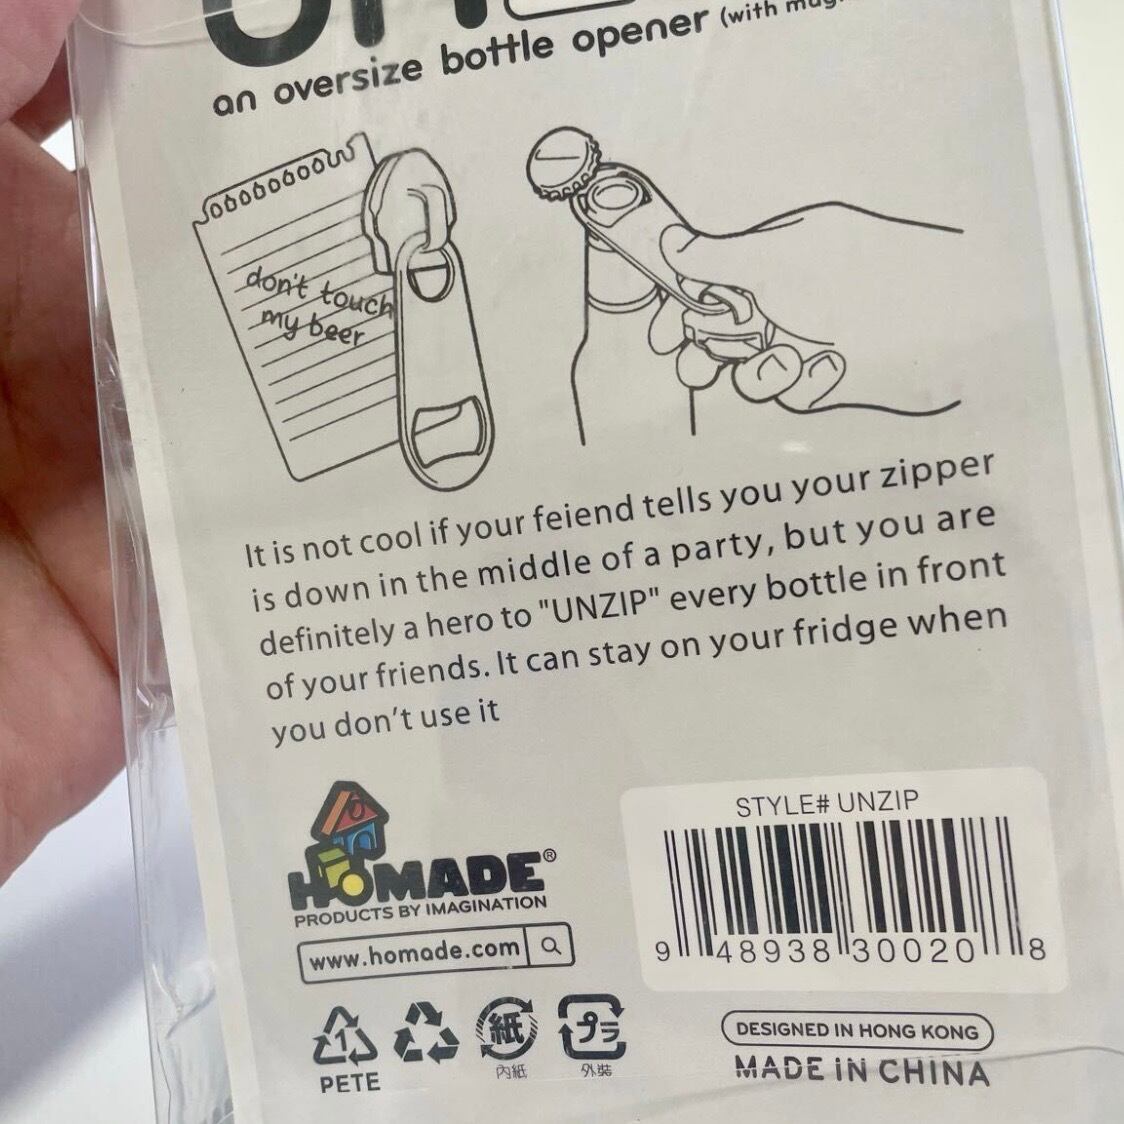 an oversize bottle opener (with
don't touch
my beer
It is not cool if your feiend tells you your zipper
is down in the middle of a party, but you are
definitely a hero to "UNZIP" every bottle in front
of your friends. It can stay on your fridge when
you don't use it
HOMADE®
PRODUCTS BY IMAGINATION
www.homade.com
STYLE# UNZIP
9 48938 30020 8
1 紙 プラ
PETE 內紙 外裝
DESIGNED IN HONG KONG
MADE IN CHINA